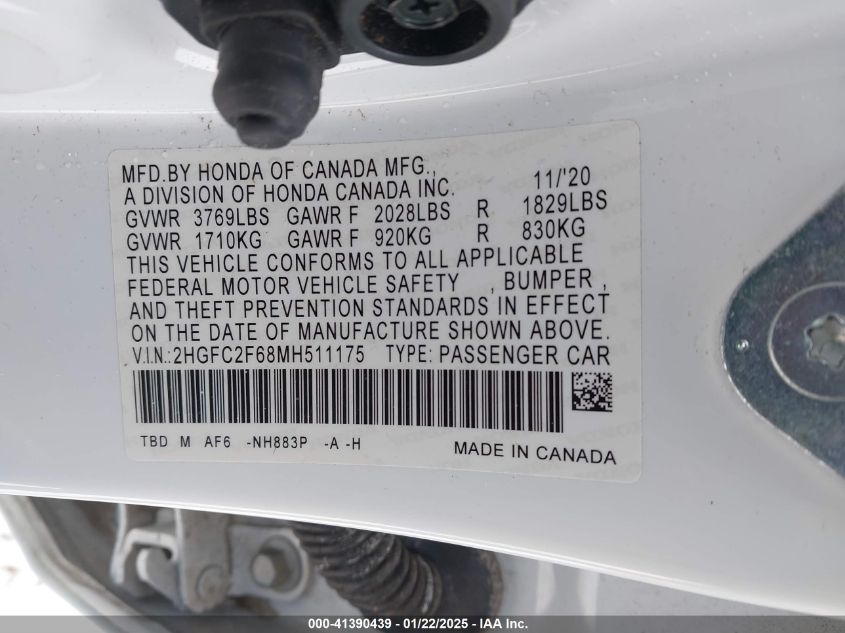 MFD.BY HONDA OF CANADA MFG.,
A DIVISION OF HONDA CANADA INC. 11/'20
GVWR 3769LBS GAWR F 2028LBS R 1829LBS
GVWR 1710KG GAWR F 920KG R 830KG
THIS VEHICLE CONFORMS TO ALL APPLICABLE
FEDERAL MOTOR VEHICLE SAFETY , BUMPER ,
AND THEFT PREVENTION STANDARDS IN EFFECT
ON THE DATE OF MANUFACTURE SHOWN ABOVE.
V.I.N.:2HGFC2F68MH511175 TYPE: PASSENGER CAR
TBD M AF6 -NH883P -A -H MADE IN CANADA
000-41390439 - 01/22/2025 - IAA Inc.